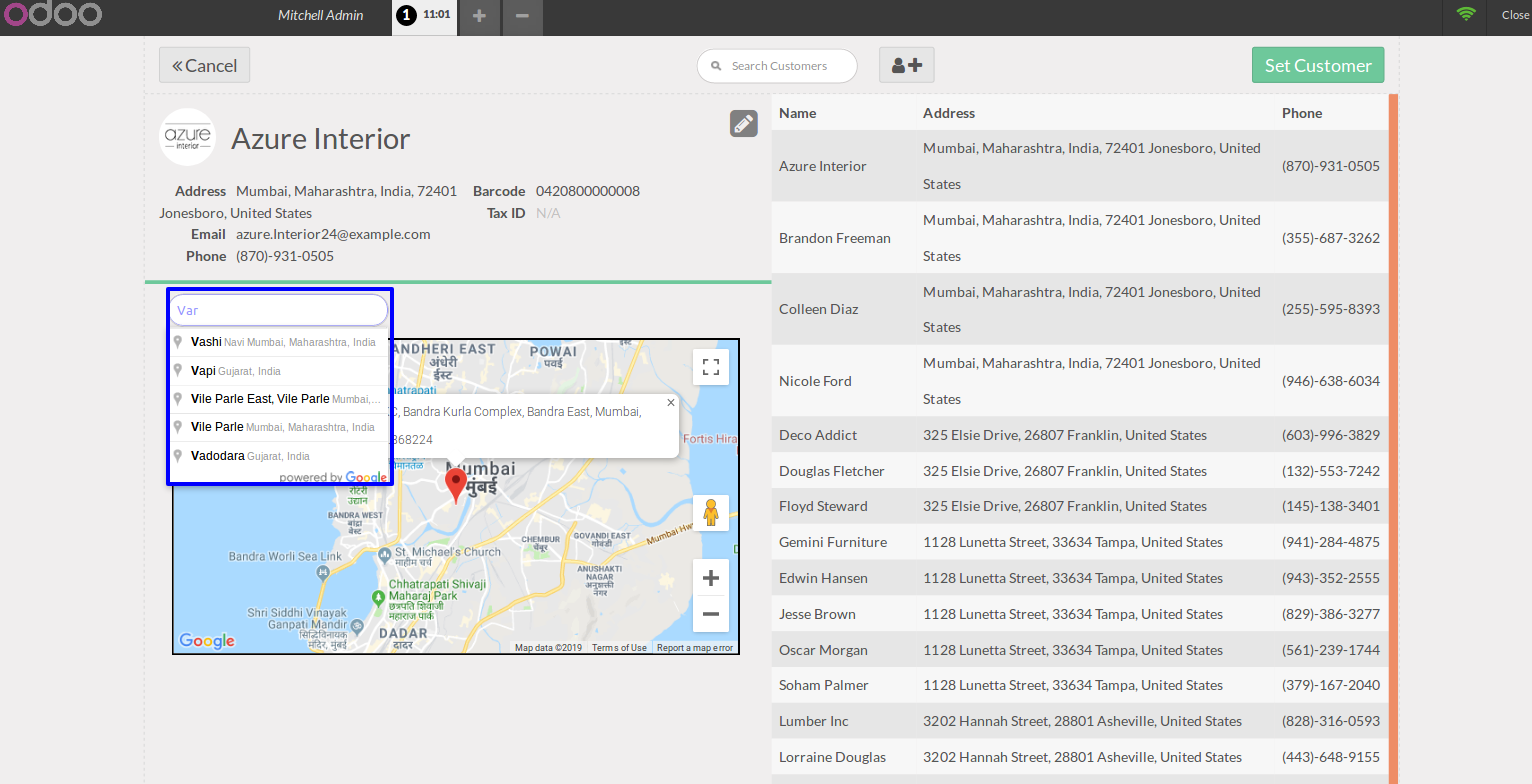 odoo
Mitchell Admin
1 11:01
Close
Cancel
Search Customers
Set Customer
azure
interior
Azure Interior
Address Mumbai, Maharashtra, India, 72401
Jonesboro, United States
Email azure.Interior24@example.com
Phone (870)-931-0505
Barcode 0420800000008
Tax ID N/A
Var
Vashi Navi Mumbai, Maharashtra, India
Vapi Gujarat, India
Vile Parle East, Vile Parle Mumbai,...
Vile Parle Mumbai, Maharashtra, India
Vadodara Gujarat, India
powered by Google
ANDHERI EAST
अंधेरी
ईस्ट
POWAI
पवई
hatrapati
C, Bandra Kurla Complex, Bandra East, Mumbai,
368224
Fortis Hira
Mumbai
मुंबई
BANDRA WEST
बांद्रा
वेस्ट
Bandra Worli Sea Link
St. Michael's Church
माहीम चर्च
CHEMBUR
चेंबूर
GOVANDI EAST
गोवंडी
Mumbai Hw
ANUSHAKTI
NAGAR
अनुशक्ती
नगर
Chhatrapati Shivaji
Maharaj Park
छत्रपति शिवाजी
महाराज पार्क
Shri Siddhi Vinayak
Ganpati Mandir
सिद्धिविनायक
मंदिर, मुंबई
DADAR
दादर
Google
Map data ©2019 Terms of Use Report a map error
Name Address Phone
Azure Interior Mumbai, Maharashtra, India, 72401 Jonesboro, United States (870)-931-0505
Brandon Freeman Mumbai, Maharashtra, India, 72401 Jonesboro, United States (355)-687-3262
Colleen Diaz Mumbai, Maharashtra, India, 72401 Jonesboro, United States (255)-595-8393
Nicole Ford Mumbai, Maharashtra, India, 72401 Jonesboro, United States (946)-638-6034
Deco Addict 325 Elsie Drive, 26807 Franklin, United States (603)-996-3829
Douglas Fletcher 325 Elsie Drive, 26807 Franklin, United States (132)-553-7242
Floyd Steward 325 Elsie Drive, 26807 Franklin, United States (145)-138-3401
Gemini Furniture 1128 Lunetta Street, 33634 Tampa, United States (941)-284-4875
Edwin Hansen 1128 Lunetta Street, 33634 Tampa, United States (943)-352-2555
Jesse Brown 1128 Lunetta Street, 33634 Tampa, United States (829)-386-3277
Oscar Morgan 1128 Lunetta Street, 33634 Tampa, United States (561)-239-1744
Soham Palmer 1128 Lunetta Street, 33634 Tampa, United States (379)-167-2040
Lumber Inc 3202 Hannah Street, 28801 Asheville, United States (828)-316-0593
Lorraine Douglas 3202 Hannah Street, 28801 Asheville, United States (443)-648-9155